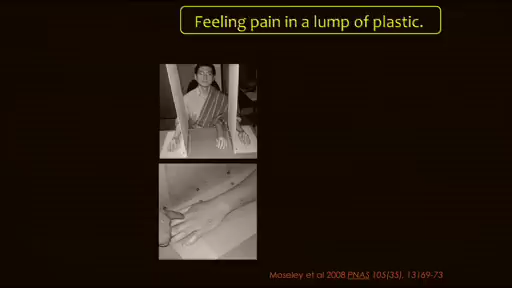 Feeling pain in a lump of plastic.
Moseley et al 2008 PNAS 105(35), 13169-73